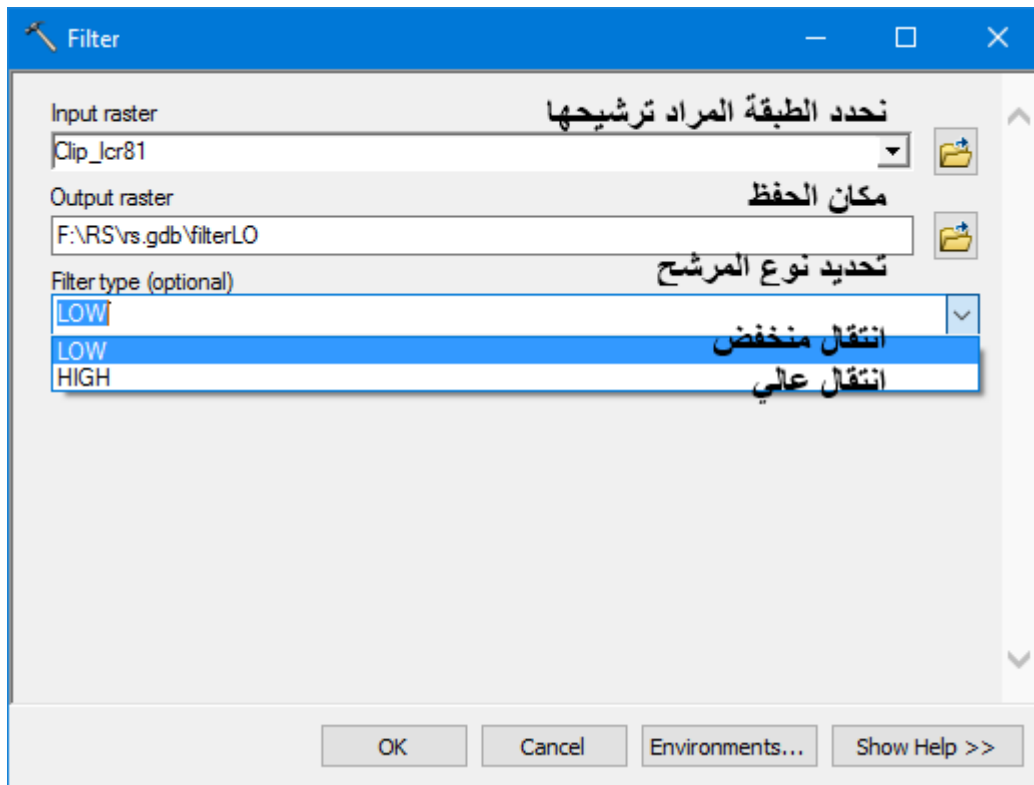 Filter
Input raster
نحدد الطبقة المراد ترشيحها
Clip_lcr81
Output raster
مكان الحفظ
F:\RS\rs.gdb\filterLO
Filter type (optional)
تحديد نوع المرشح
LOW
LOW
انتقال منخفض
HIGH
انتقال عالي
OK
Cancel
Environments...
Show Help >>